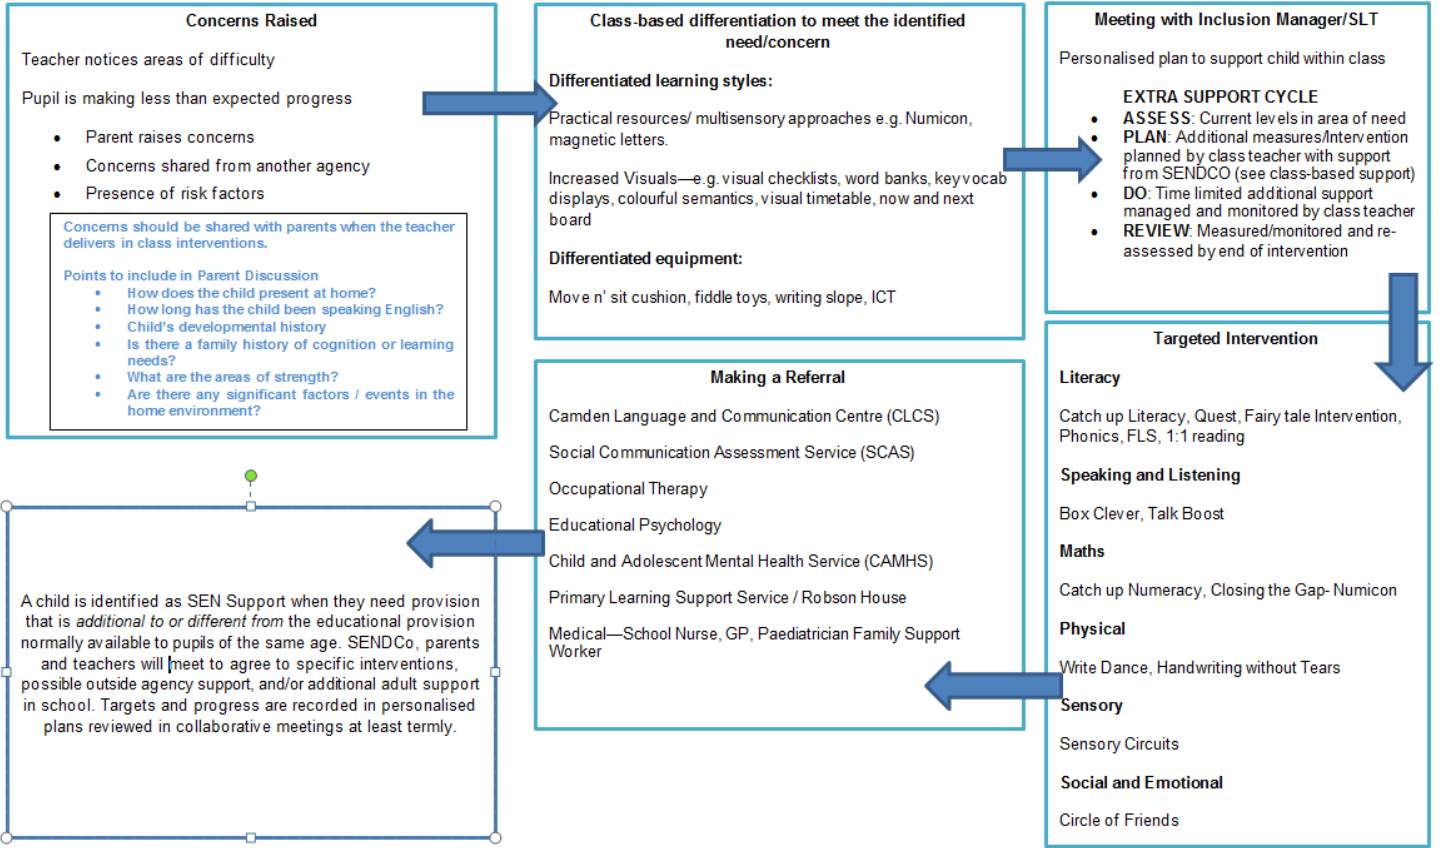 Concerns Raised
Teacher notices areas of difficulty
Pupil is making less than expected progress
• Parent raises concerns
• Concerns shared from another agency
• Presence of risk factors
Concerns should be shared with parents when the teacher
delivers in class interventions.
Points to include in Parent Discussion
• How does the child present at home?
• How long has the child been speaking English?
• Child's developmental history
• Is there a family history of cognition or learning
needs?
• What are the areas of strength?
• Are there any significant factors / events in the
home environment?
Class-based differentiation to meet the identified
need/concern
Differentiated learning styles:
Practical resources/ multisensory approaches e.g. Numicon,
magnetic letters.
Increased Visuals—e.g. visual checklists, word banks, key vocab
displays, colourful semantics, visual timetable, now and next
board
Differentiated equipment:
Move n' sit cushion, fiddle toys, writing slope, ICT
Meeting with Inclusion Manager/SLT
Personalised plan to support child within class
EXTRA SUPPORT CYCLE
• ASSESS: Current levels in area of need
• PLAN: Additional measures/Intervention
planned by class teacher with support
from SENDCO (see class-based support)
• DO: Time limited additional support
managed and monitored by class teacher
• REVIEW: Measured/monitored and re-
assessed by end of intervention
Targeted Intervention
Literacy
Catch up Literacy, Quest, Fairy tale Intervention,
Phonics, FLS, 1:1 reading
Speaking and Listening
Box Clever, Talk Boost
Maths
Catch up Numeracy, Closing the Gap- Numicon
Physical
Write Dance, Handwriting without Tears
Sensory
Sensory Circuits
Social and Emotional
Circle of Friends
Making a Referral
Camden Language and Communication Centre (CLCS)
Social Communication Assessment Service (SCAS)
Occupational Therapy
Educational Psychology
Child and Adolescent Mental Health Service (CAMHS)
Primary Learning Support Service / Robson House
Medical—School Nurse, GP, Paediatrician Family Support
Worker
A child is identified as SEN Support when they need provision
that is additional to or different from the educational provision
normally available to pupils of the same age. SENDCo, parents
and teachers will meet to agree to specific interventions,
possible outside agency support, and/or additional adult support
in school. Targets and progress are recorded in personalised
plans reviewed in collaborative meetings at least termly.